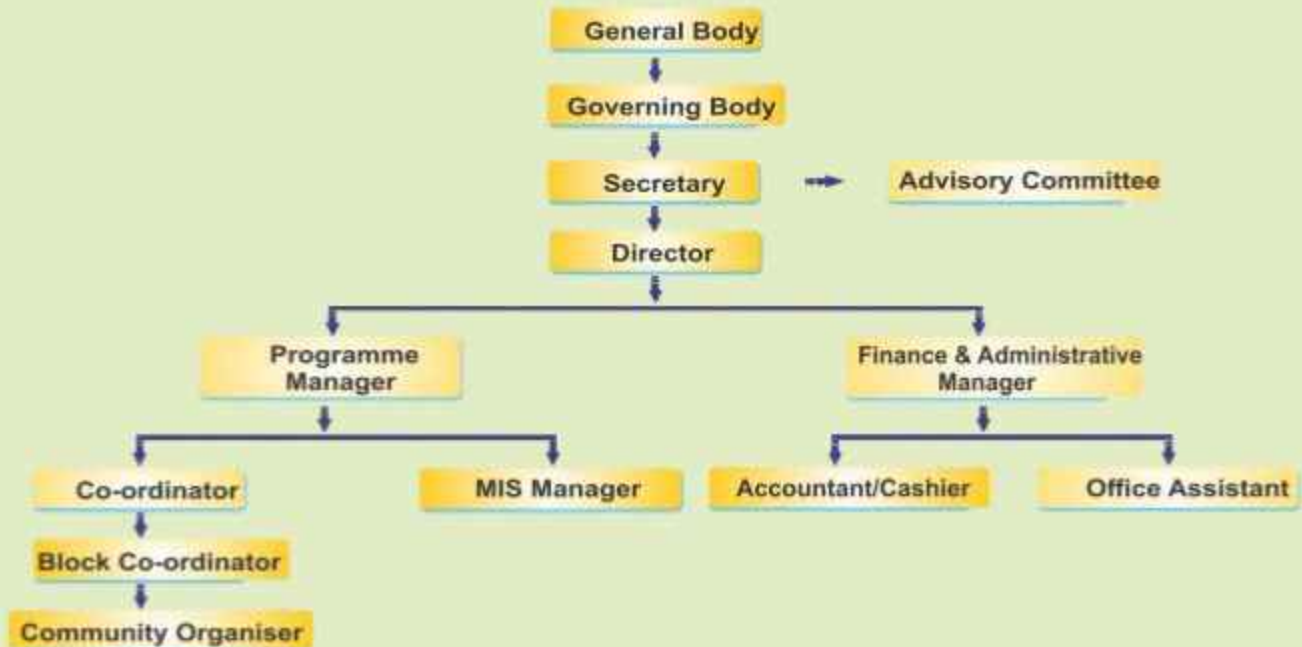 General Body
Governing Body
Secretary
Advisory Committee
Director
Programme
Manager
Finance & Administrative
Manager
Co-ordinator
MIS Manager
Accountant/Cashier
Office Assistant
Block Co-ordinator
Community Organiser